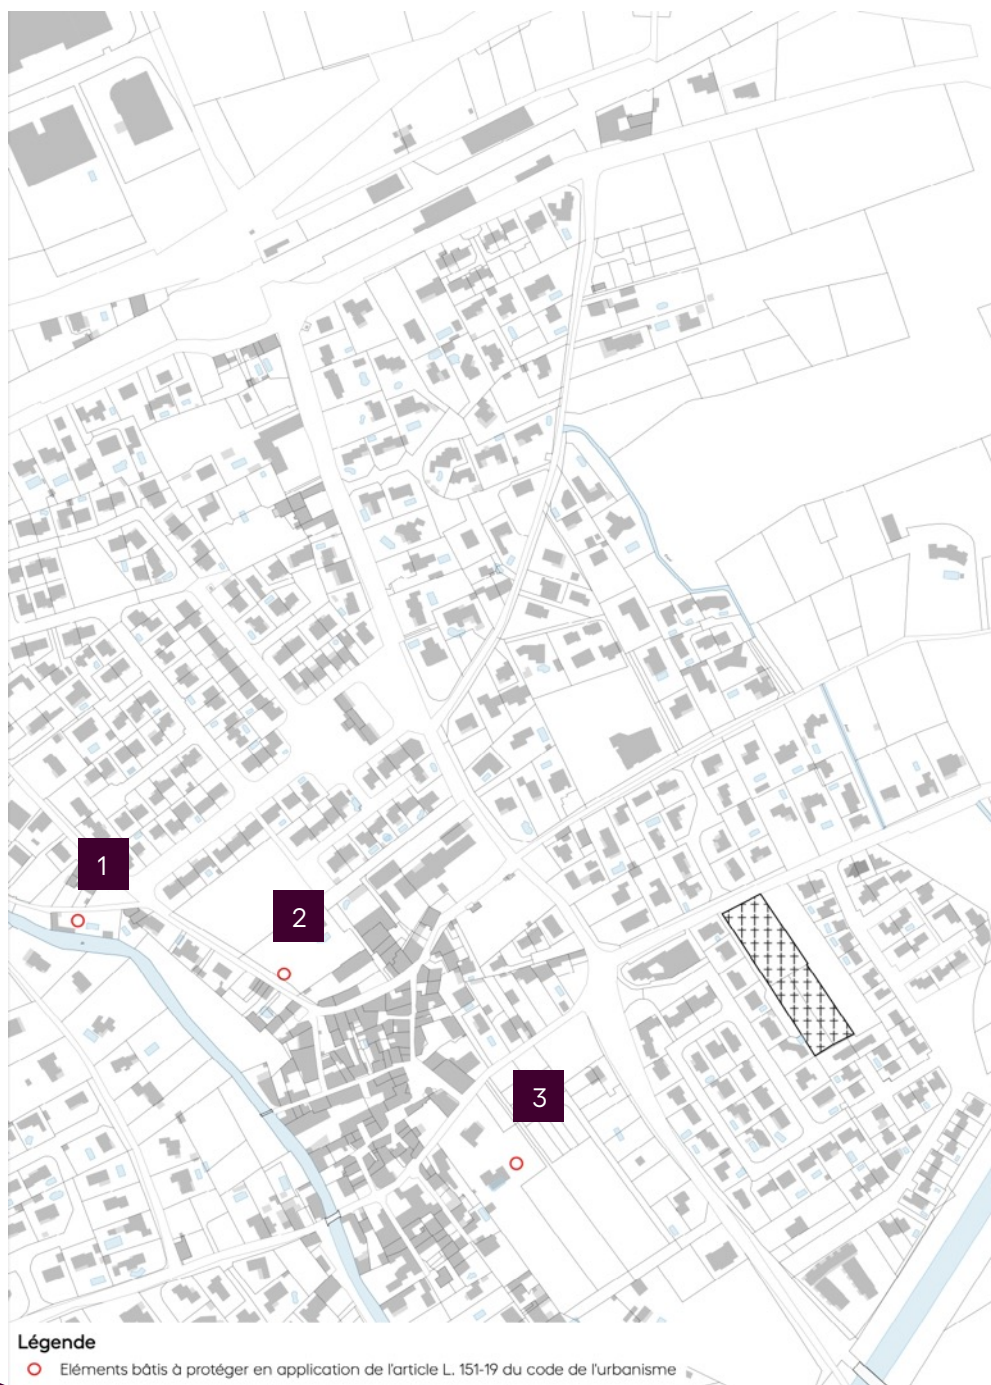 1
2
3
Légende
Eléments bâtis à protéger en application de l'article L. 151-19 du code de l'urbanisme